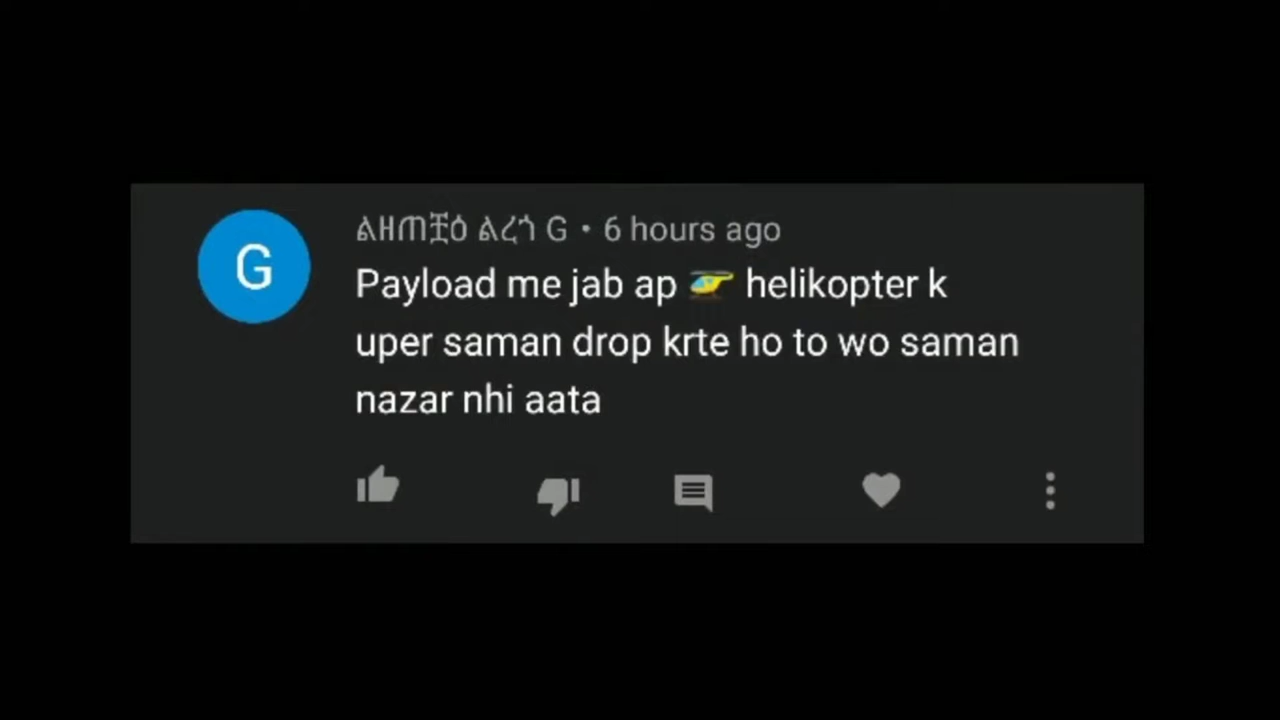 G
ልዘጠቿዕ ልረጎ G • 6 hours ago
Payload me jab ap 🚁 helikopter k
uper saman drop krte ho to wo saman
nazar nhi aata